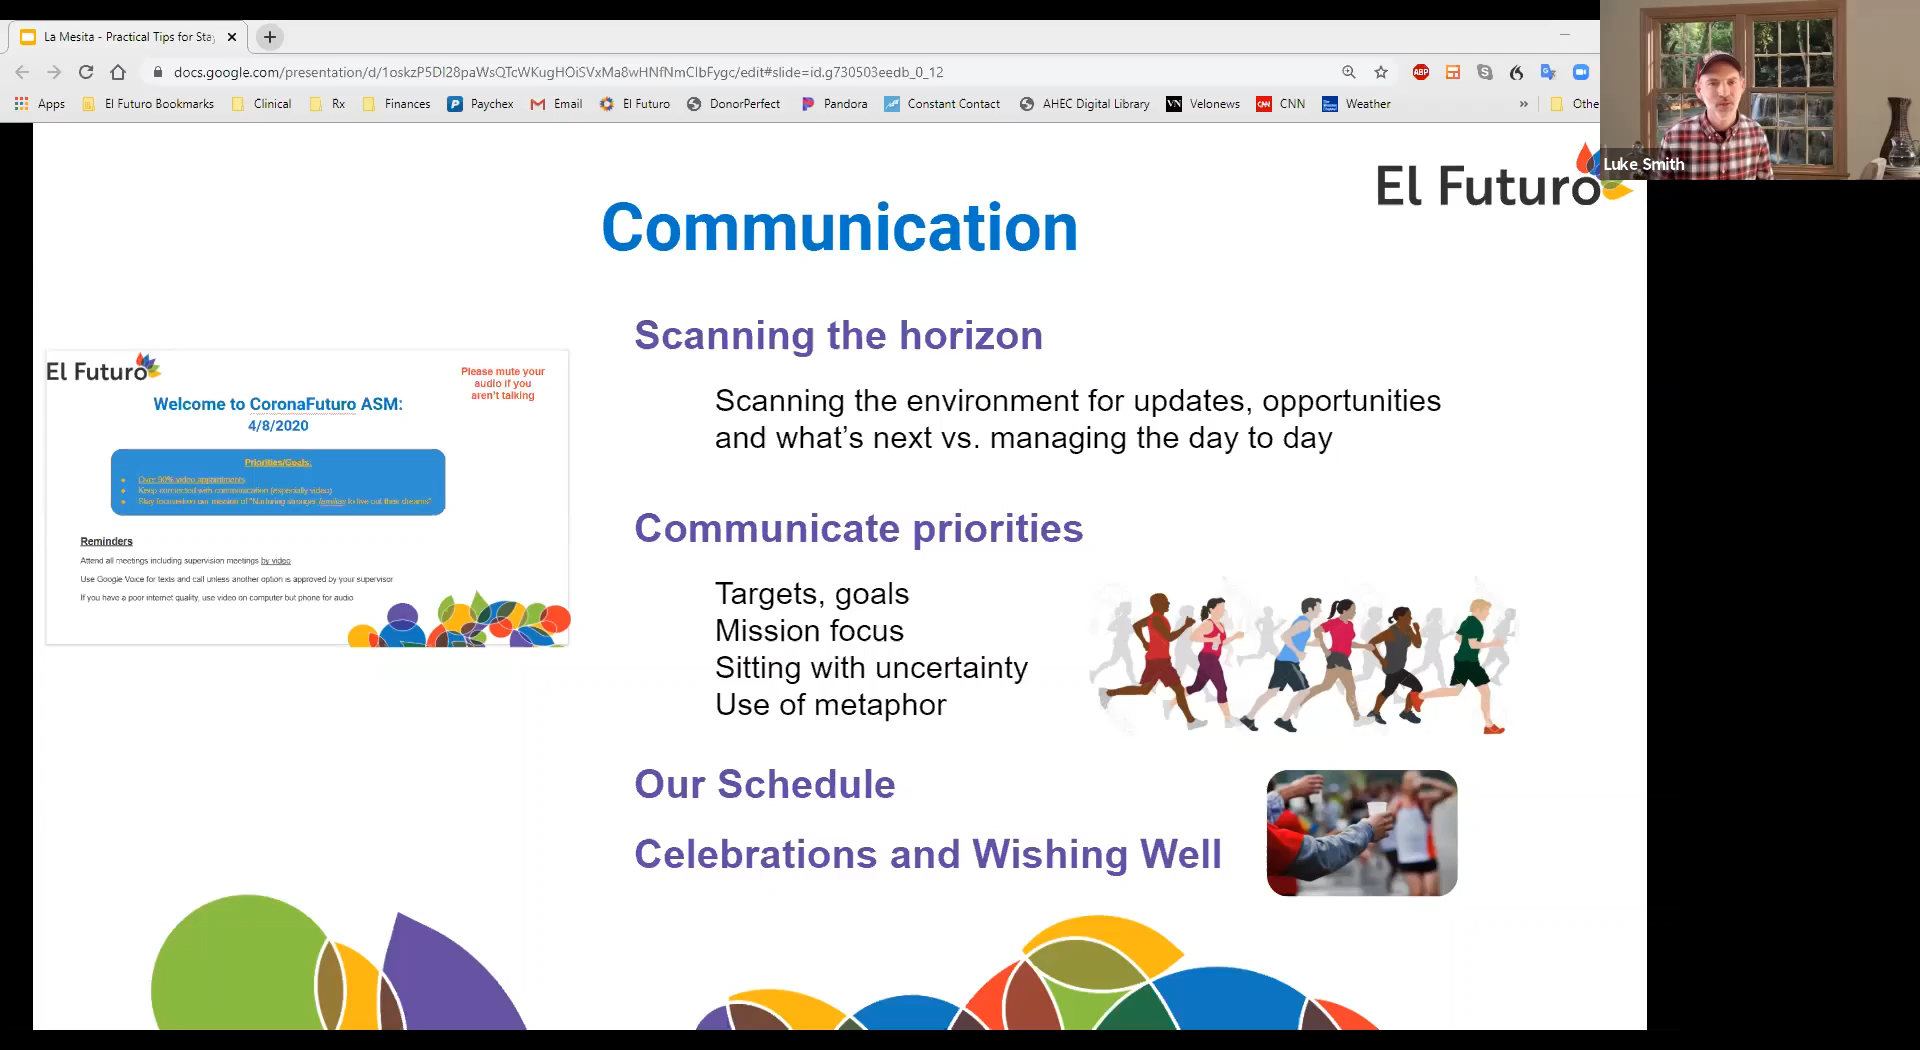 La Mesita - Practical Tips for Sta
docs.google.com/presentation/d/1oskzP5DI28paWsQTcWKugHOiSVxMa8wHNfNmCIbFygc/edit#slide=id.g730503eedb_0_12
ABP
Apps El Futuro Bookmarks Clinical Rx Finances Paychex Email El Futuro DonorPerfect Pandora Constant Contact AHEC Digital Library Velonews CNN Weather » Othe
Luke Smith
El Futuro
Communication
Scanning the horizon
Scanning the environment for updates, opportunities
and what's next vs. managing the day to day
Communicate priorities
Targets, goals
Mission focus
Sitting with uncertainty
Use of metaphor
Our Schedule
Celebrations and Wishing Well
El Futuro
Please mute your
audio if you
aren't talking
Welcome to CoronaFuturo ASM:
4/8/2020
Priorities/Goals:
Over 90% video appointments
Keep connected with communication (especially video)
Stay focused on our mission of "Nurturing stronger families to live out their dreams"
Reminders
Attend all meetings including supervision meetings by video
Use Google Voice for texts and call unless another option is approved by your supervisor
If you have a poor internet quality, use video on computer but phone for audio